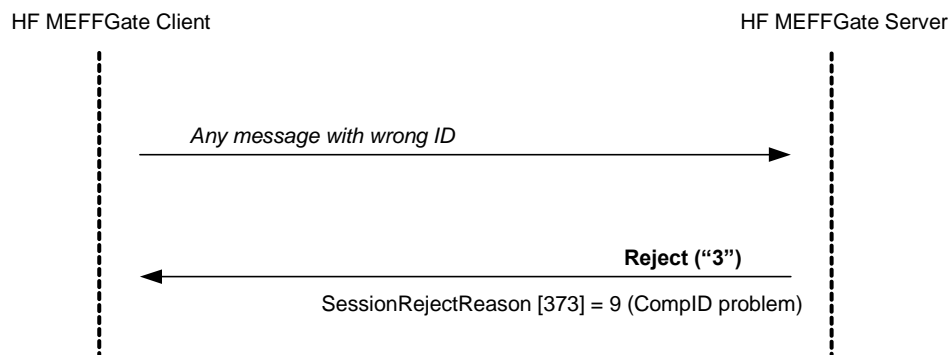 HF MEFFGate Client
HF MEFFGate Server
Any message with wrong ID
Reject (“3”)
SessionRejectReason [373] = 9 (CompID problem)